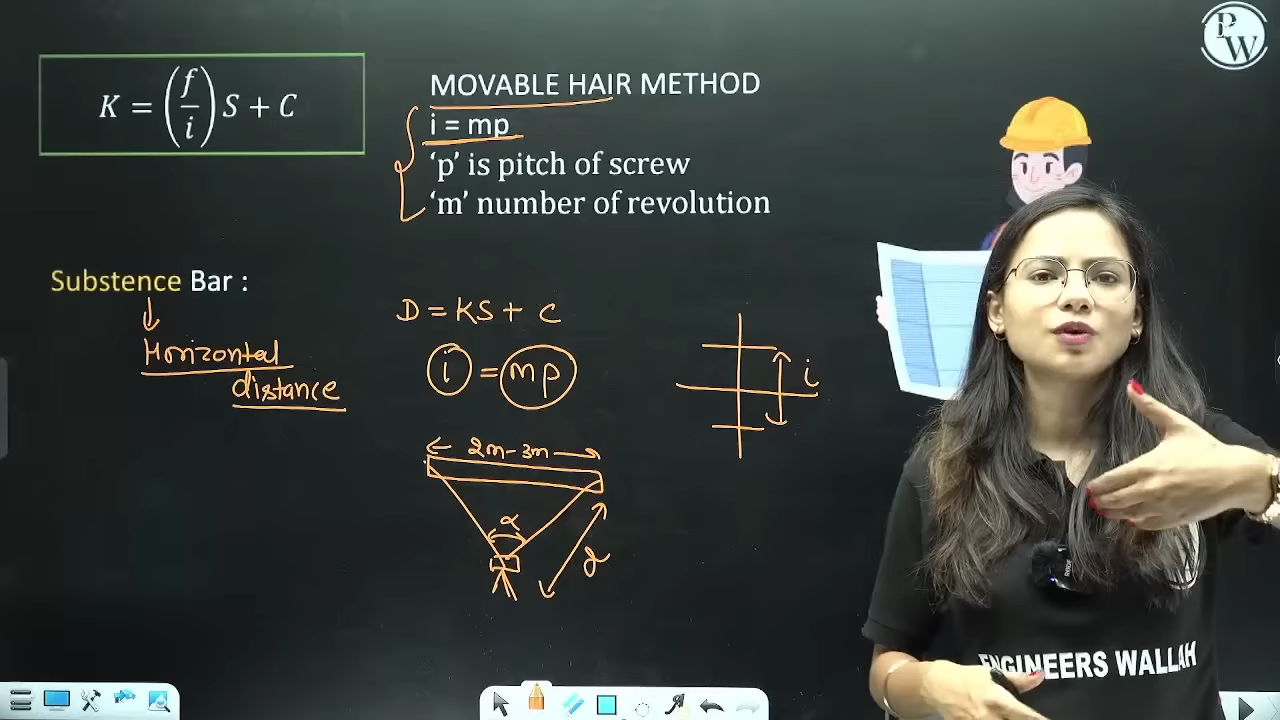 K = (f/i) S + C
MOVABLE HAIR METHOD
i = mp
‘p’ is pitch of screw
‘m’ number of revolution
Substence Bar :
Horizontal
distance
D = KS + C
i = mp
i
2m - 3m
α
PW
ENGINEERS WALLAH